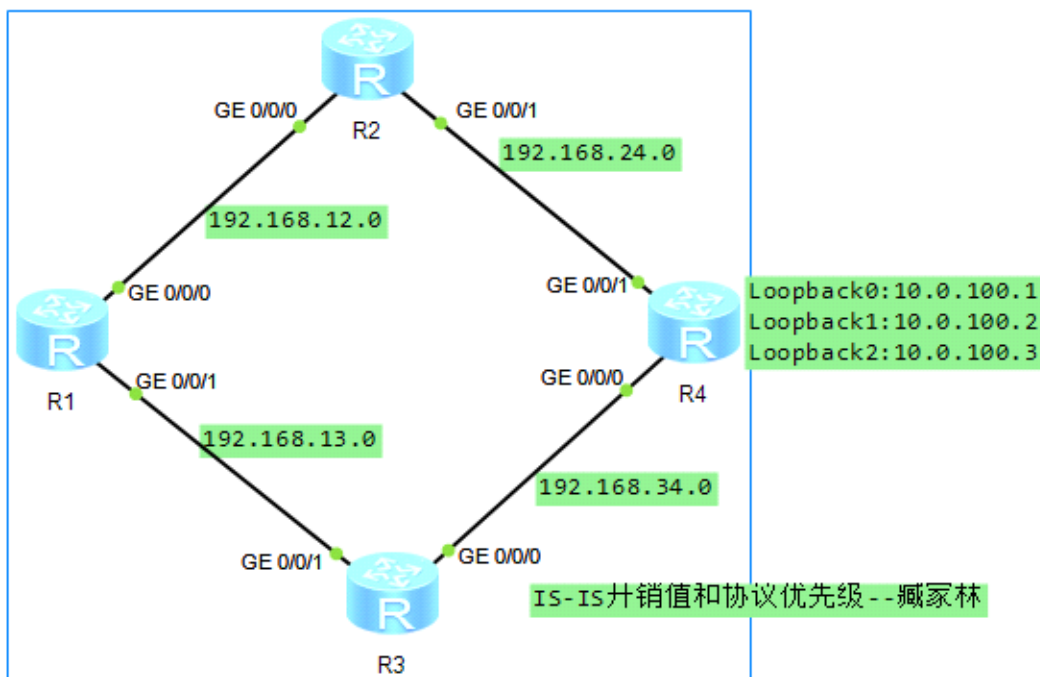 R
GE 0/0/0
R2
GE 0/0/1
192.168.24.0
192.168.12.0
GE 0/0/0
R
R1
GE 0/0/1
GE 0/0/1
R
R4
Loopback0:10.0.100.1
Loopback1:10.0.100.2
Loopback2:10.0.100.3
GE 0/0/0
192.168.13.0
192.168.34.0
GE 0/0/1
GE 0/0/0
R
R3
IS-IS开销值和协议优先级--臧冢林